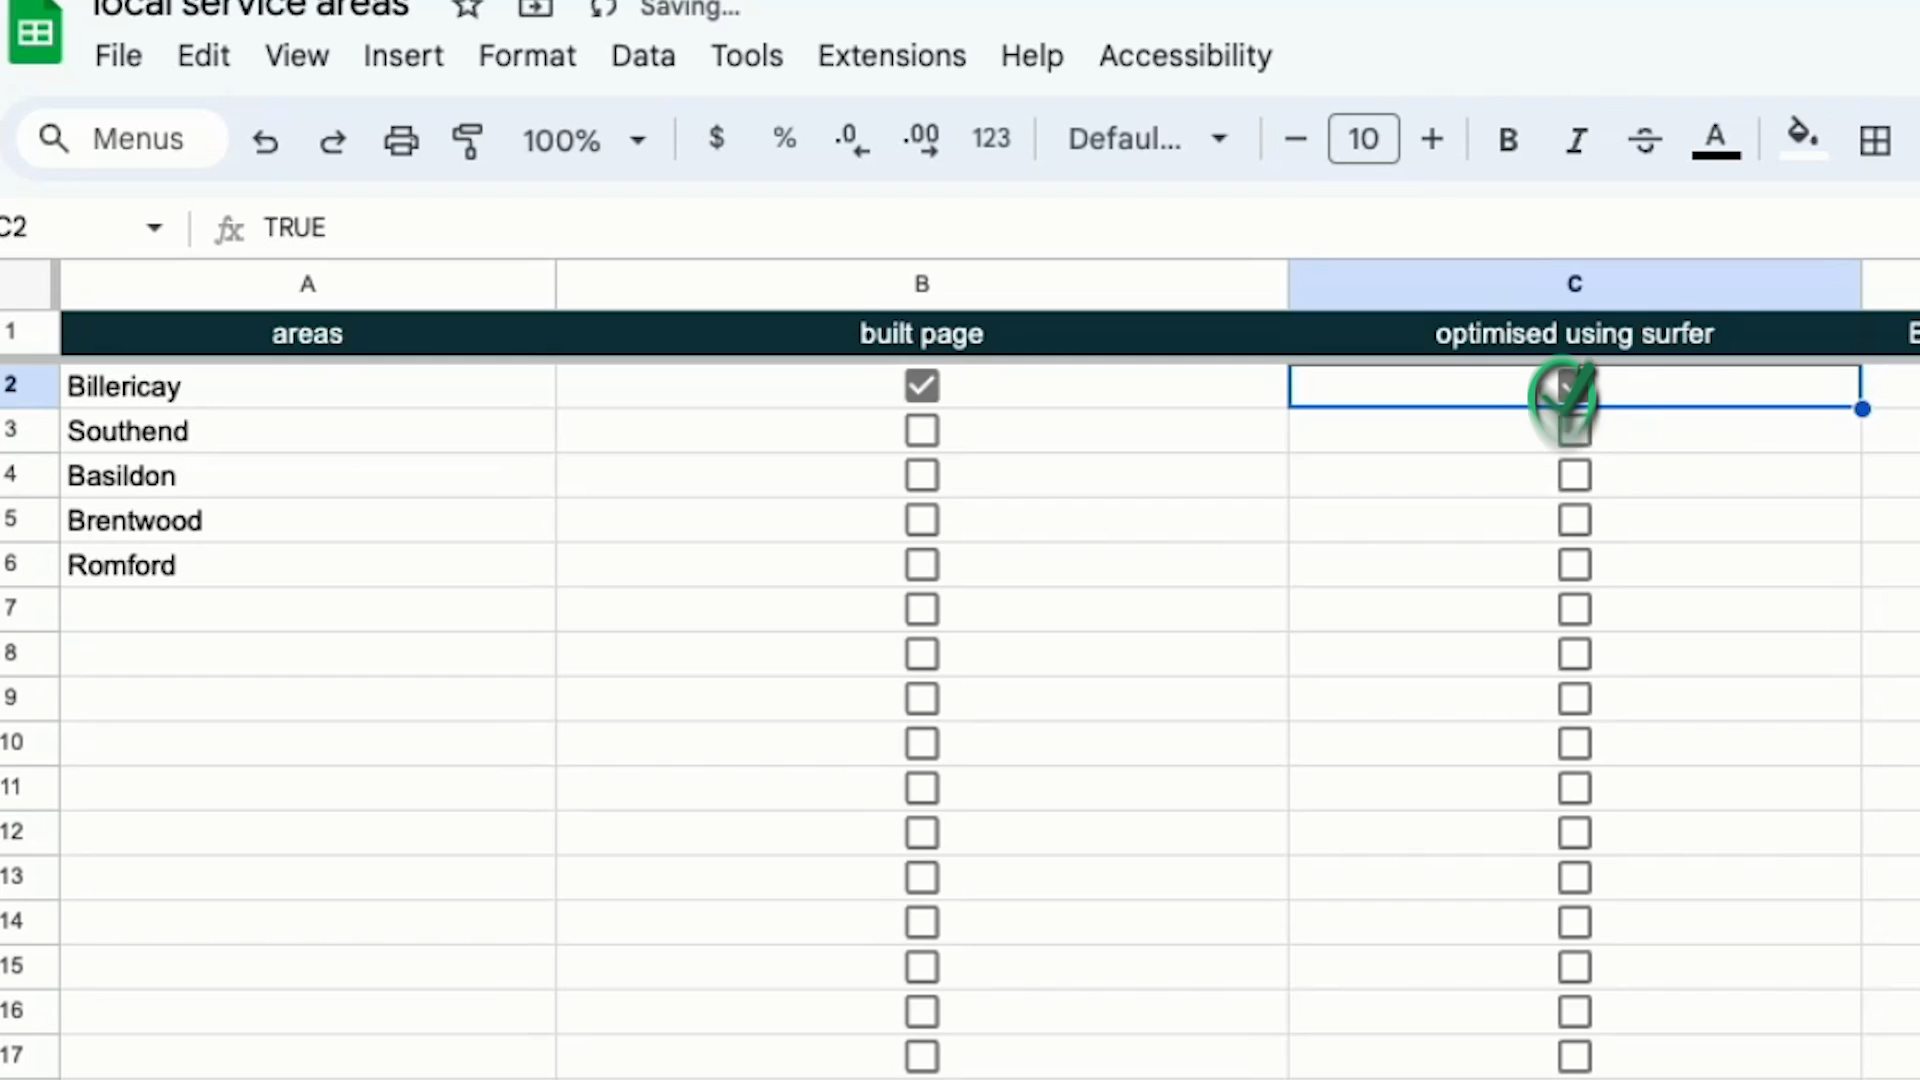 local service areas Saving...
File Edit View Insert Format Data Tools Extensions Help Accessibility
Menus 100% $ % .0 .00 123 Defaul... 10 B I A
C2 TRUE
A B C
1 areas built page optimised using surfer
2 Billericay
3 Southend
4 Basildon
5 Brentwood
6 Romford
7
8
9
10
11
12
13
14
15
16
17